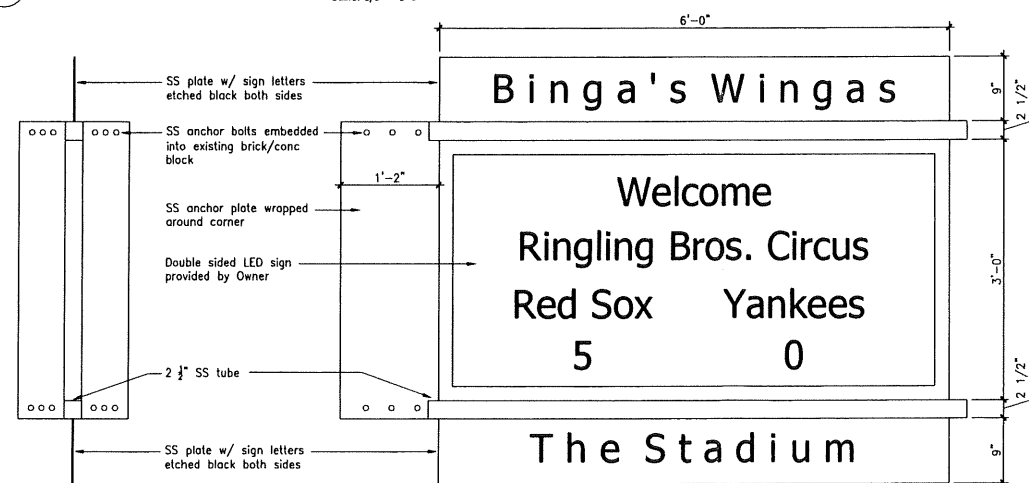 6'-0"
SS plate w/ sign letters
etched black both sides
Binga's Wingas
9"
2 1/2"
SS anchor bolts embedded
into existing brick/conc
block
1'-2"
SS anchor plate wrapped
around corner
Double sided LED sign
provided by Owner
Welcome
Ringling Bros. Circus
Red Sox Yankees
5 0
3'-0"
2 ½" SS tube
2 1/2"
SS plate w/ sign letters
etched black both sides
The Stadium
9"